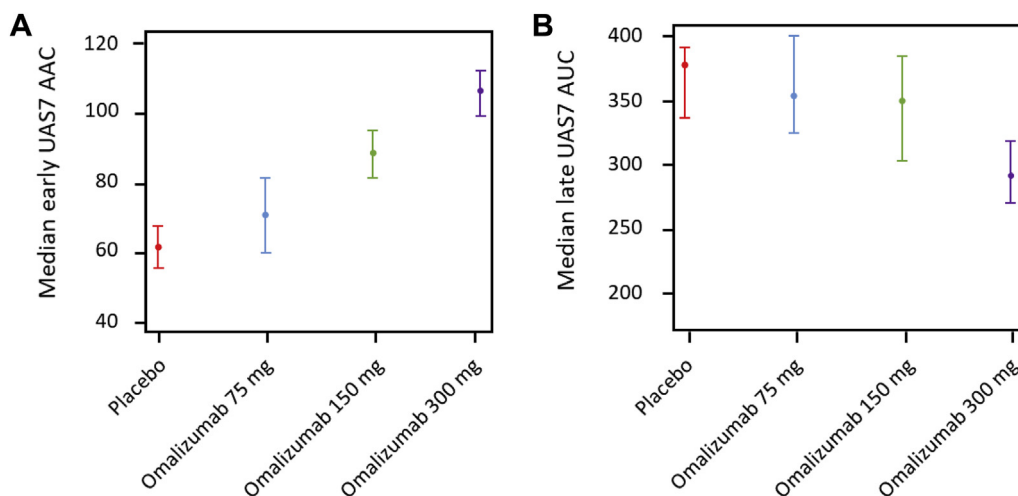 A
Median early UAS7 AAC
120
100
80
60
40
Placebo
Omalizumab 75 mg
Omalizumab 150 mg
Omalizumab 300 mg
B
Median late UAS7 AUC
400
350
300
250
200
Placebo
Omalizumab 75 mg
Omalizumab 150 mg
Omalizumab 300 mg